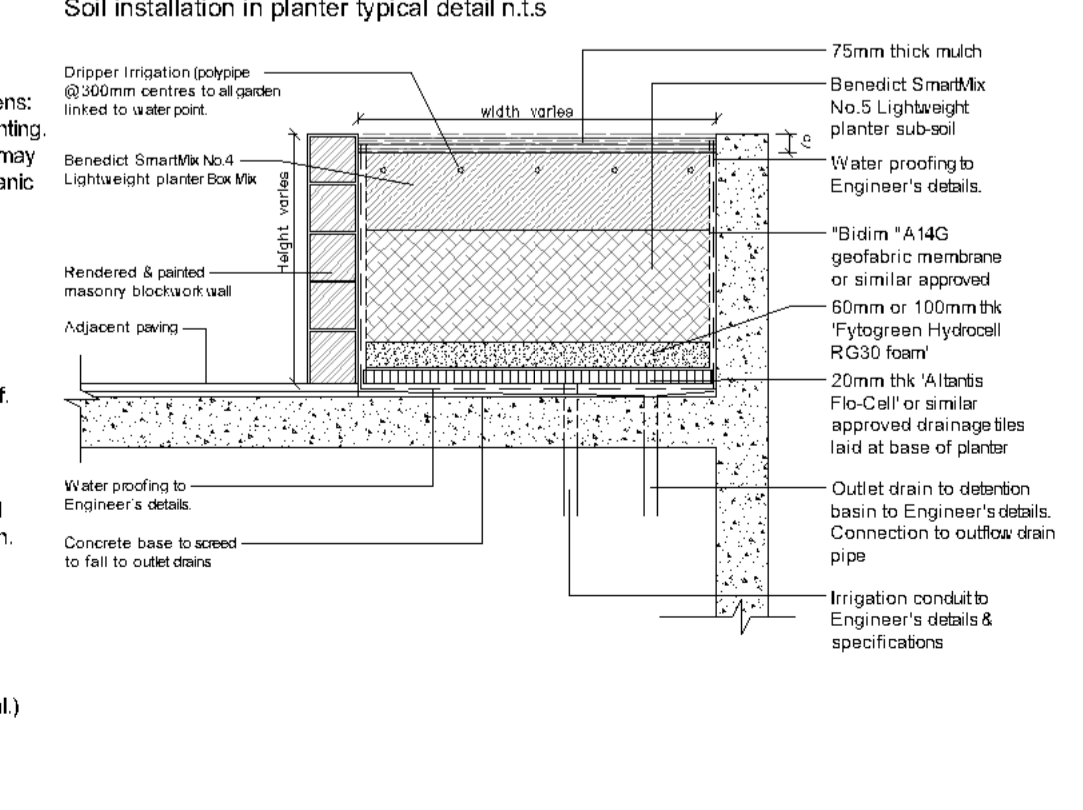 Soil installation in planter typical detail n.t.s
ens:
nting.
may
anic
f.
n.
al.)
Dripper Irrigation (polypipe
@300mm centres to all garden
linked to water point.
Benedict SmartMix No.4
Lightweight planter Box Mix
Rendered & painted
masonry blockwork wall
Adjacent paving
Water proofing to
Engineer's details.
Concrete base to screed
to fall to outlet drains
width varies
Height varies
75mm thick mulch
Benedict SmartMix
No.5 Lightweight
planter sub-soil
Water proofing to
Engineer's details.
"Bidim "A14G
geofabric membrane
or similar approved
60mm or 100mm thk
'Fytogreen Hydrocell
RG30 foam'
20mm thk 'Altantis
Flo-Cell' or similar
approved drainage tiles
laid at base of planter
Outlet drain to detention
basin to Engineer's details.
Connection to outflow drain
pipe
Irrigation conduit to
Engineer's details &
specifications